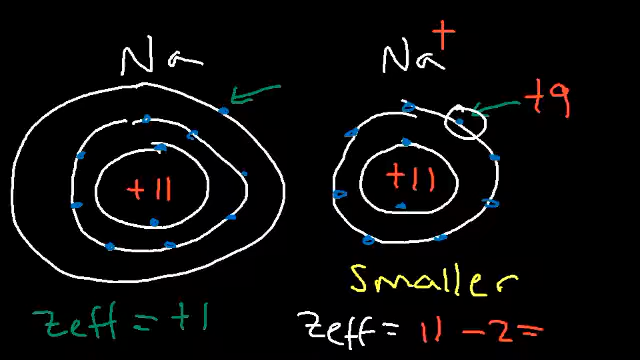 Na
Na+
+9
+11
+11
Smaller
Zeff = +1
Zeff = 11 - 2 =